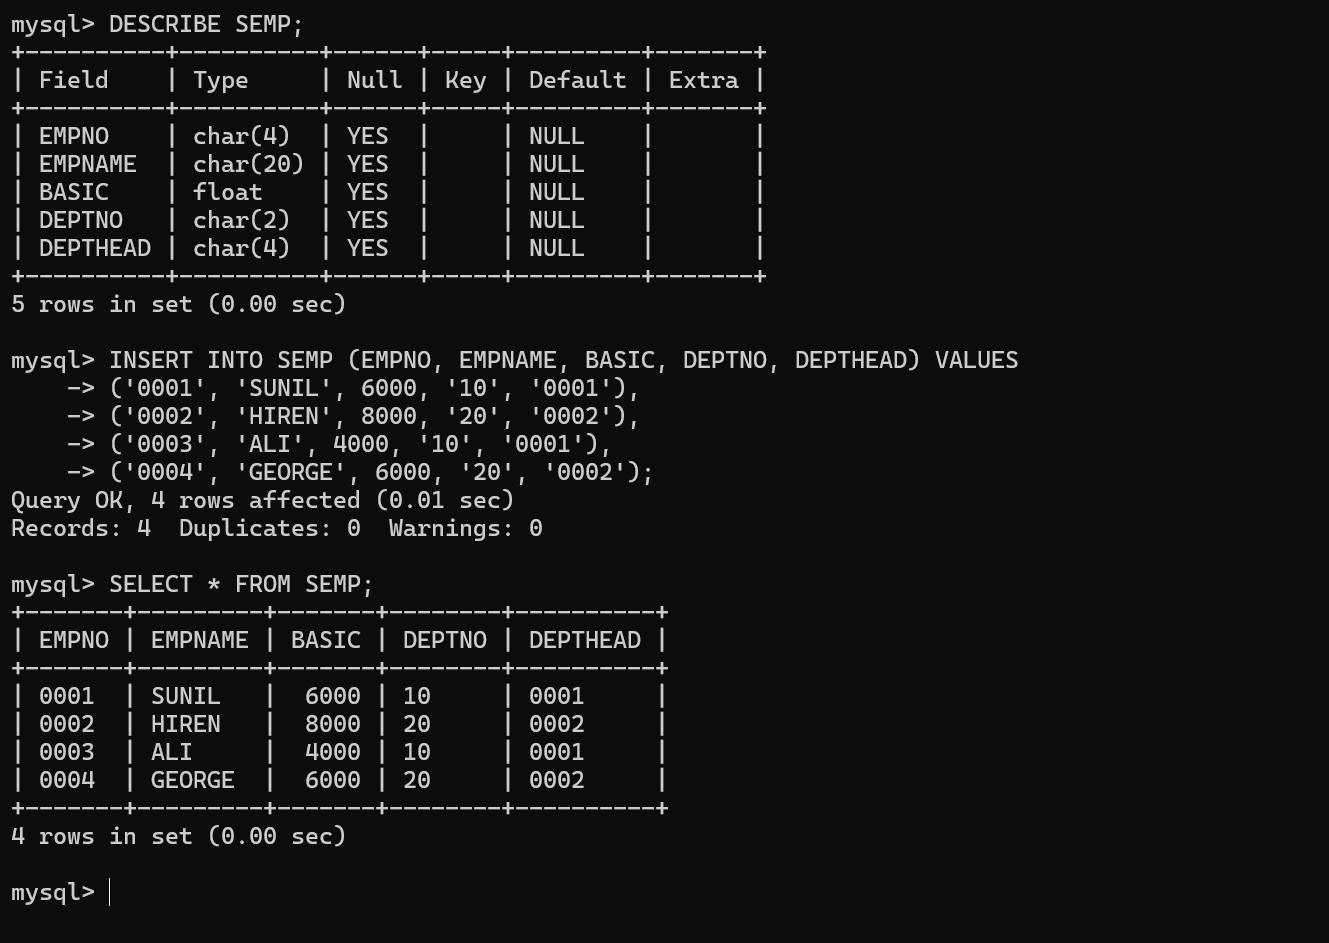 mysql> DESCRIBE SEMP;
+----------+----------+------+-----+---------+-------+
| Field    | Type     | Null | Key | Default | Extra |
+----------+----------+------+-----+---------+-------+
| EMPNO    | char(4)  | YES  |     | NULL    |       |
| EMPNAME  | char(20) | YES  |     | NULL    |       |
| BASIC    | float    | YES  |     | NULL    |       |
| DEPTNO   | char(2)  | YES  |     | NULL    |       |
| DEPTHEAD | char(4)  | YES  |     | NULL    |       |
+----------+----------+------+-----+---------+-------+
5 rows in set (0.00 sec)

mysql> INSERT INTO SEMP (EMPNO, EMPNAME, BASIC, DEPTNO, DEPTHEAD) VALUES
    -> ('0001', 'SUNIL', 6000, '10', '0001'),
    -> ('0002', 'HIREN', 8000, '20', '0002'),
    -> ('0003', 'ALI', 4000, '10', '0001'),
    -> ('0004', 'GEORGE', 6000, '20', '0002');
Query OK, 4 rows affected (0.01 sec)
Records: 4  Duplicates: 0  Warnings: 0

mysql> SELECT * FROM SEMP;
+-------+---------+-------+--------+----------+
| EMPNO | EMPNAME | BASIC | DEPTNO | DEPTHEAD |
+-------+---------+-------+--------+----------+
| 0001  | SUNIL   |  6000 | 10     | 0001     |
| 0002  | HIREN   |  8000 | 20     | 0002     |
| 0003  | ALI     |  4000 | 10     | 0001     |
| 0004  | GEORGE  |  6000 | 20     | 0002     |
+-------+---------+-------+--------+----------+
4 rows in set (0.00 sec)

mysql>